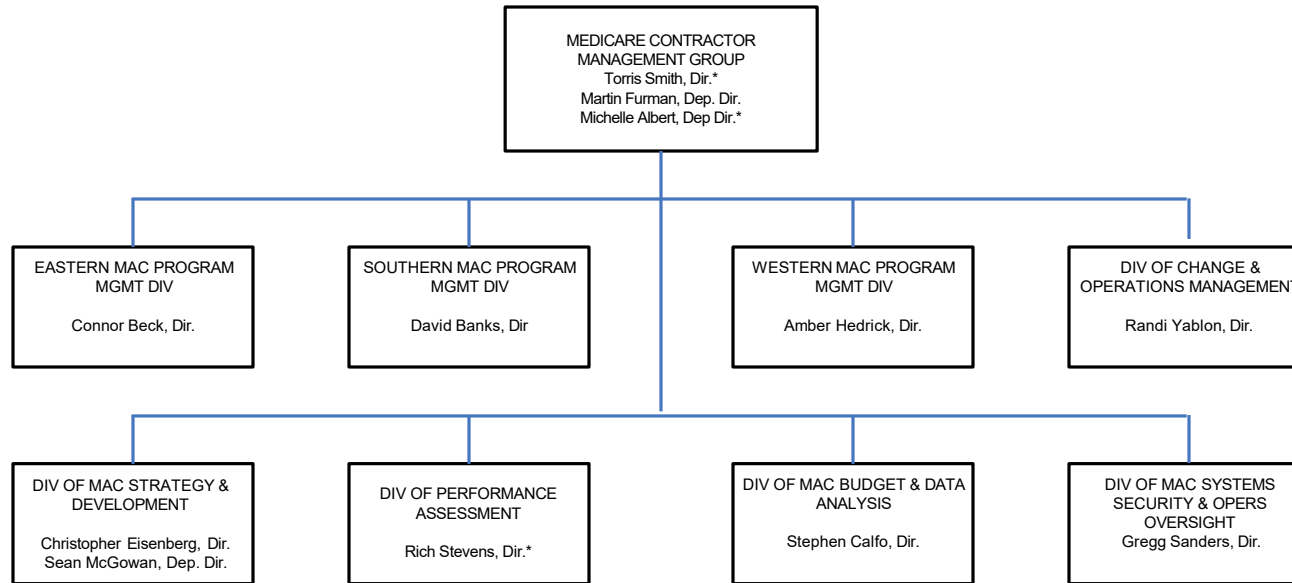 MEDICARE CONTRACTOR
MANAGEMENT GROUP
Torris Smith, Dir.*
Martin Furman, Dep. Dir.
Michelle Albert, Dep Dir.*
EASTERN MAC PROGRAM
MGMT DIV
Connor Beck, Dir.
SOUTHERN MAC PROGRAM
MGMT DIV
David Banks, Dir
WESTERN MAC PROGRAM
MGMT DIV
Amber Hedrick, Dir.
DIV OF CHANGE &
OPERATIONS MANAGEMENT
Randi Yablon, Dir.
DIV OF MAC STRATEGY &
DEVELOPMENT
Christopher Eisenberg, Dir.
Sean McGowan, Dep. Dir.
DIV OF PERFORMANCE
ASSESSMENT
Rich Stevens, Dir.*
DIV OF MAC BUDGET & DATA
ANALYSIS
Stephen Calfo, Dir.
DIV OF MAC SYSTEMS
SECURITY & OPERS
OVERSIGHT
Gregg Sanders, Dir.